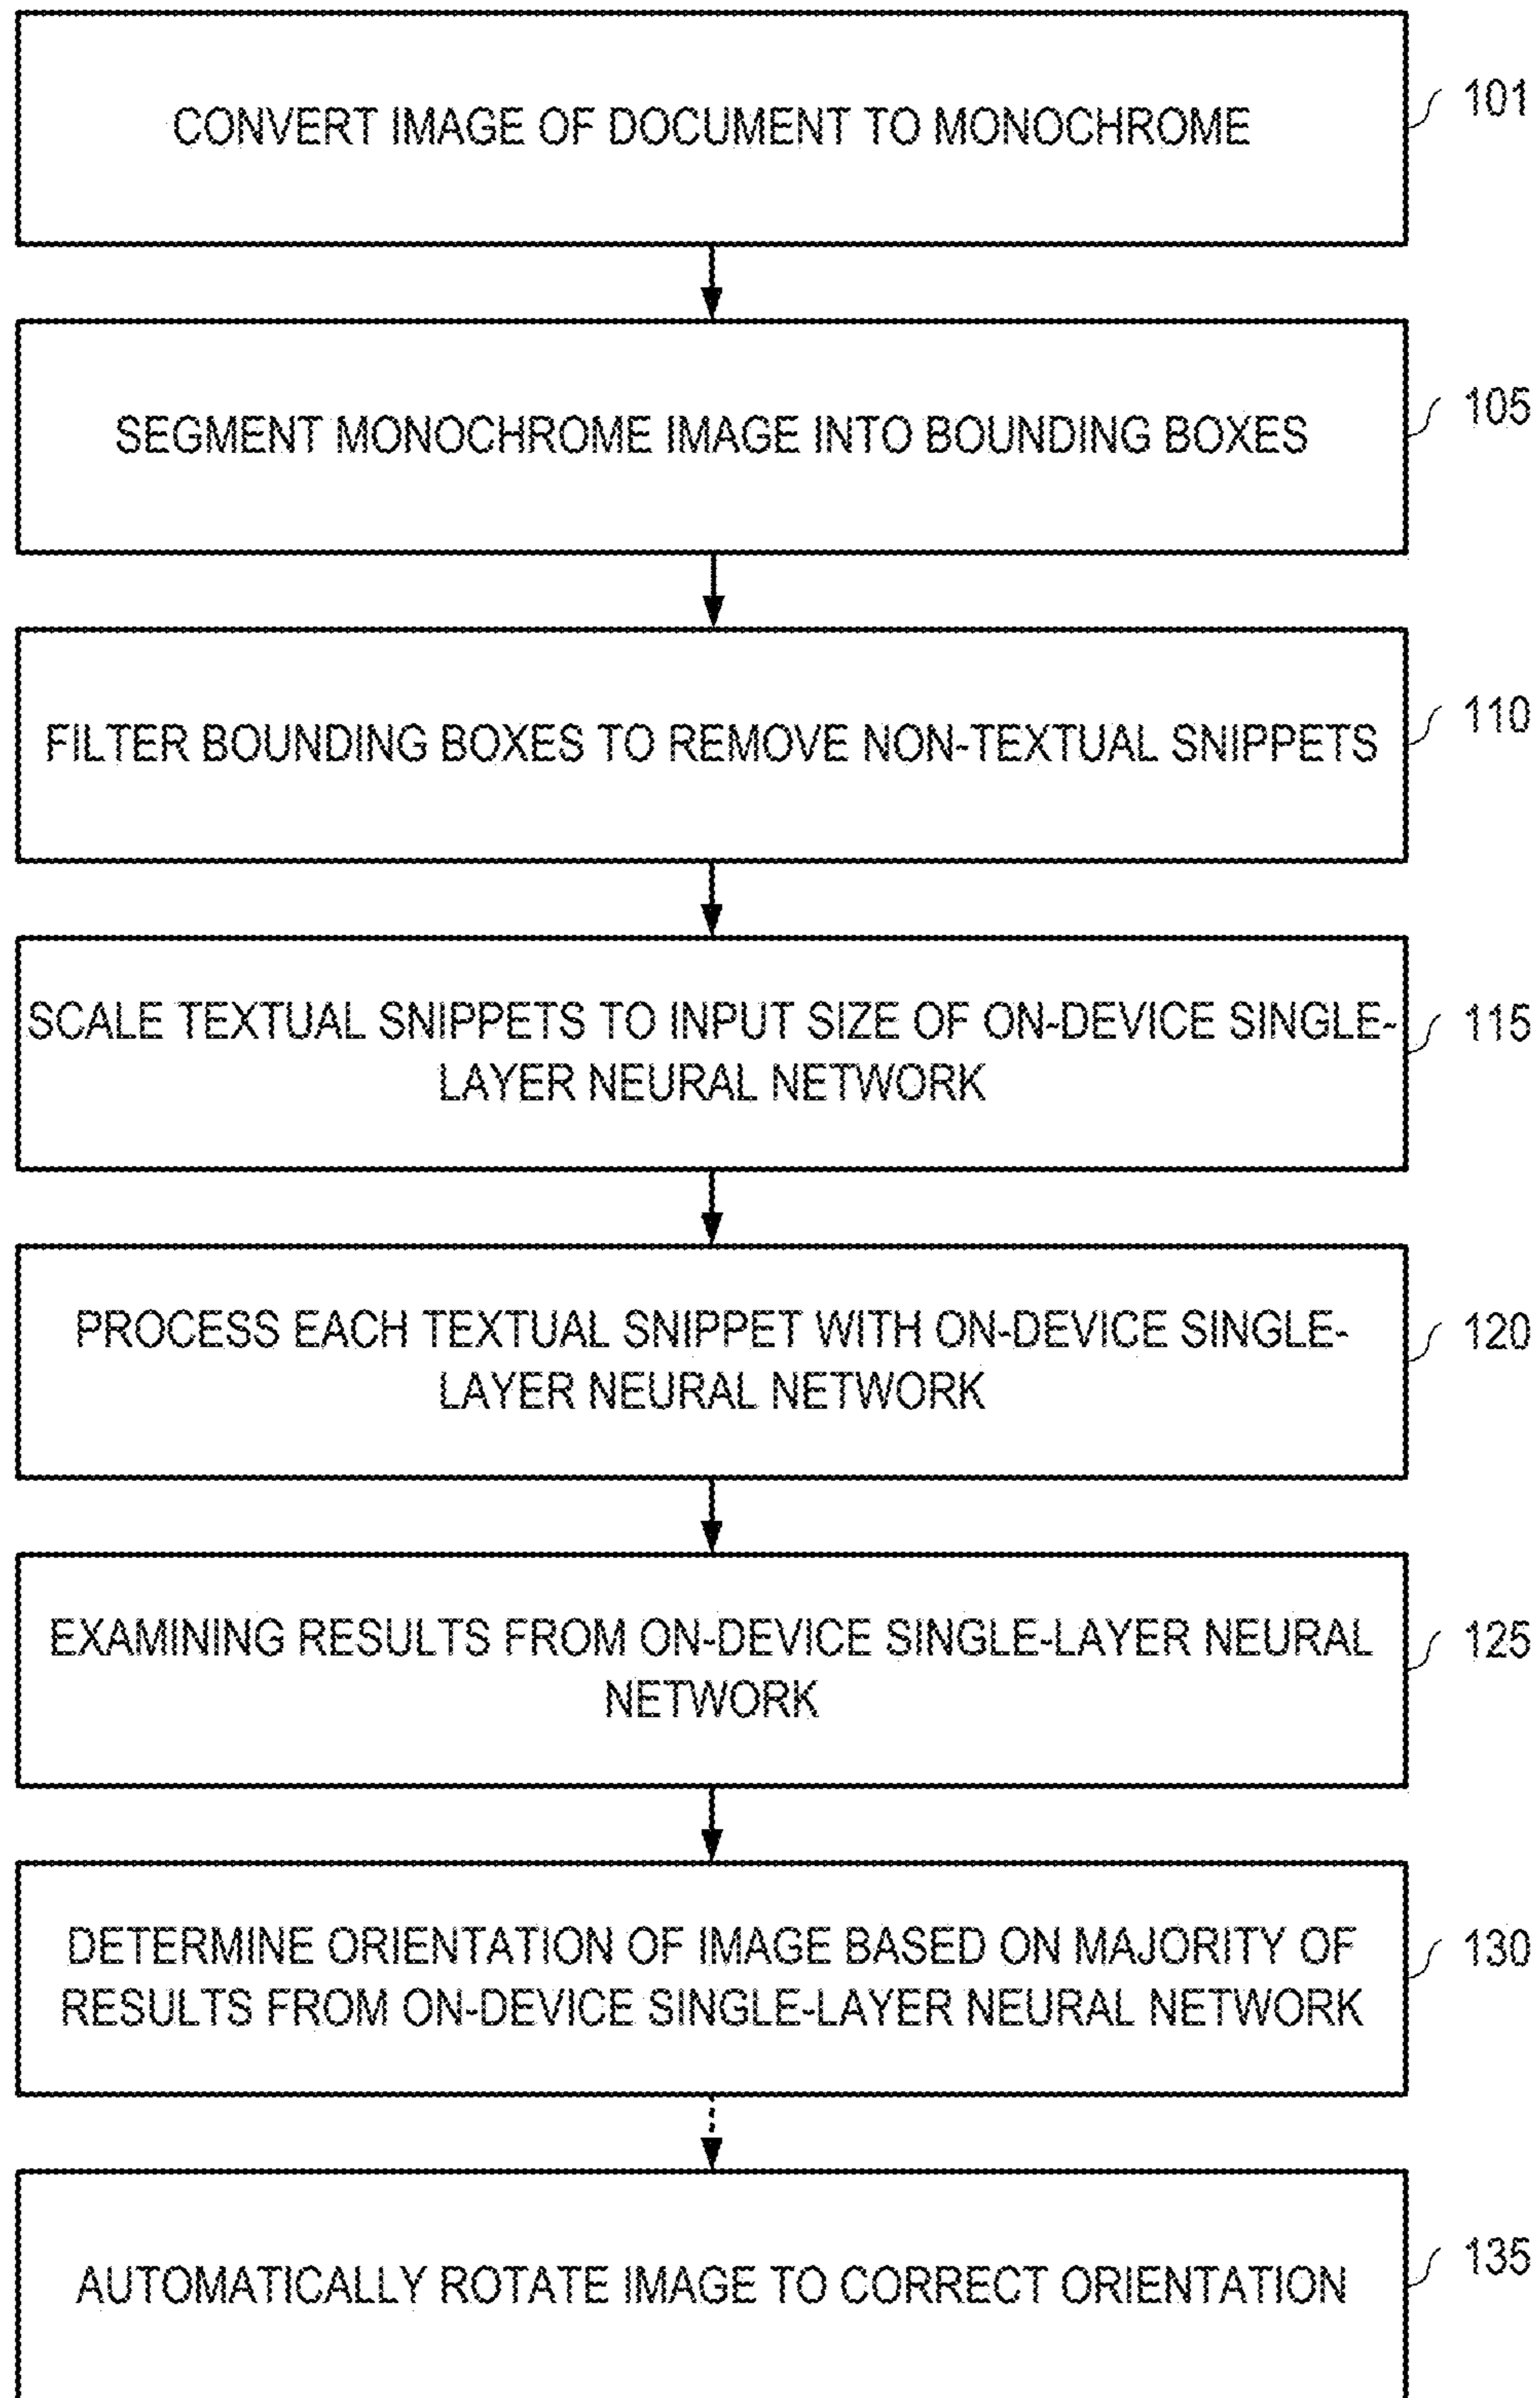 CONVERT IMAGE OF DOCUMENT TO MONOCHROME
101
SEGMENT MONOCHROME IMAGE INTO BOUNDING BOXES
105
FILTER BOUNDING BOXES TO REMOVE NON-TEXTUAL SNIPPETS
110
SCALE TEXTUAL SNIPPETS TO INPUT SIZE OF ON-DEVICE SINGLE-
LAYER NEURAL NETWORK
115
PROCESS EACH TEXTUAL SNIPPET WITH ON-DEVICE SINGLE-
LAYER NEURAL NETWORK
120
EXAMINING RESULTS FROM ON-DEVICE SINGLE-LAYER NEURAL
NETWORK
125
DETERMINE ORIENTATION OF IMAGE BASED ON MAJORITY OF
RESULTS FROM ON-DEVICE SINGLE-LAYER NEURAL NETWORK
130
AUTOMATICALLY ROTATE IMAGE TO CORRECT ORIENTATION
135